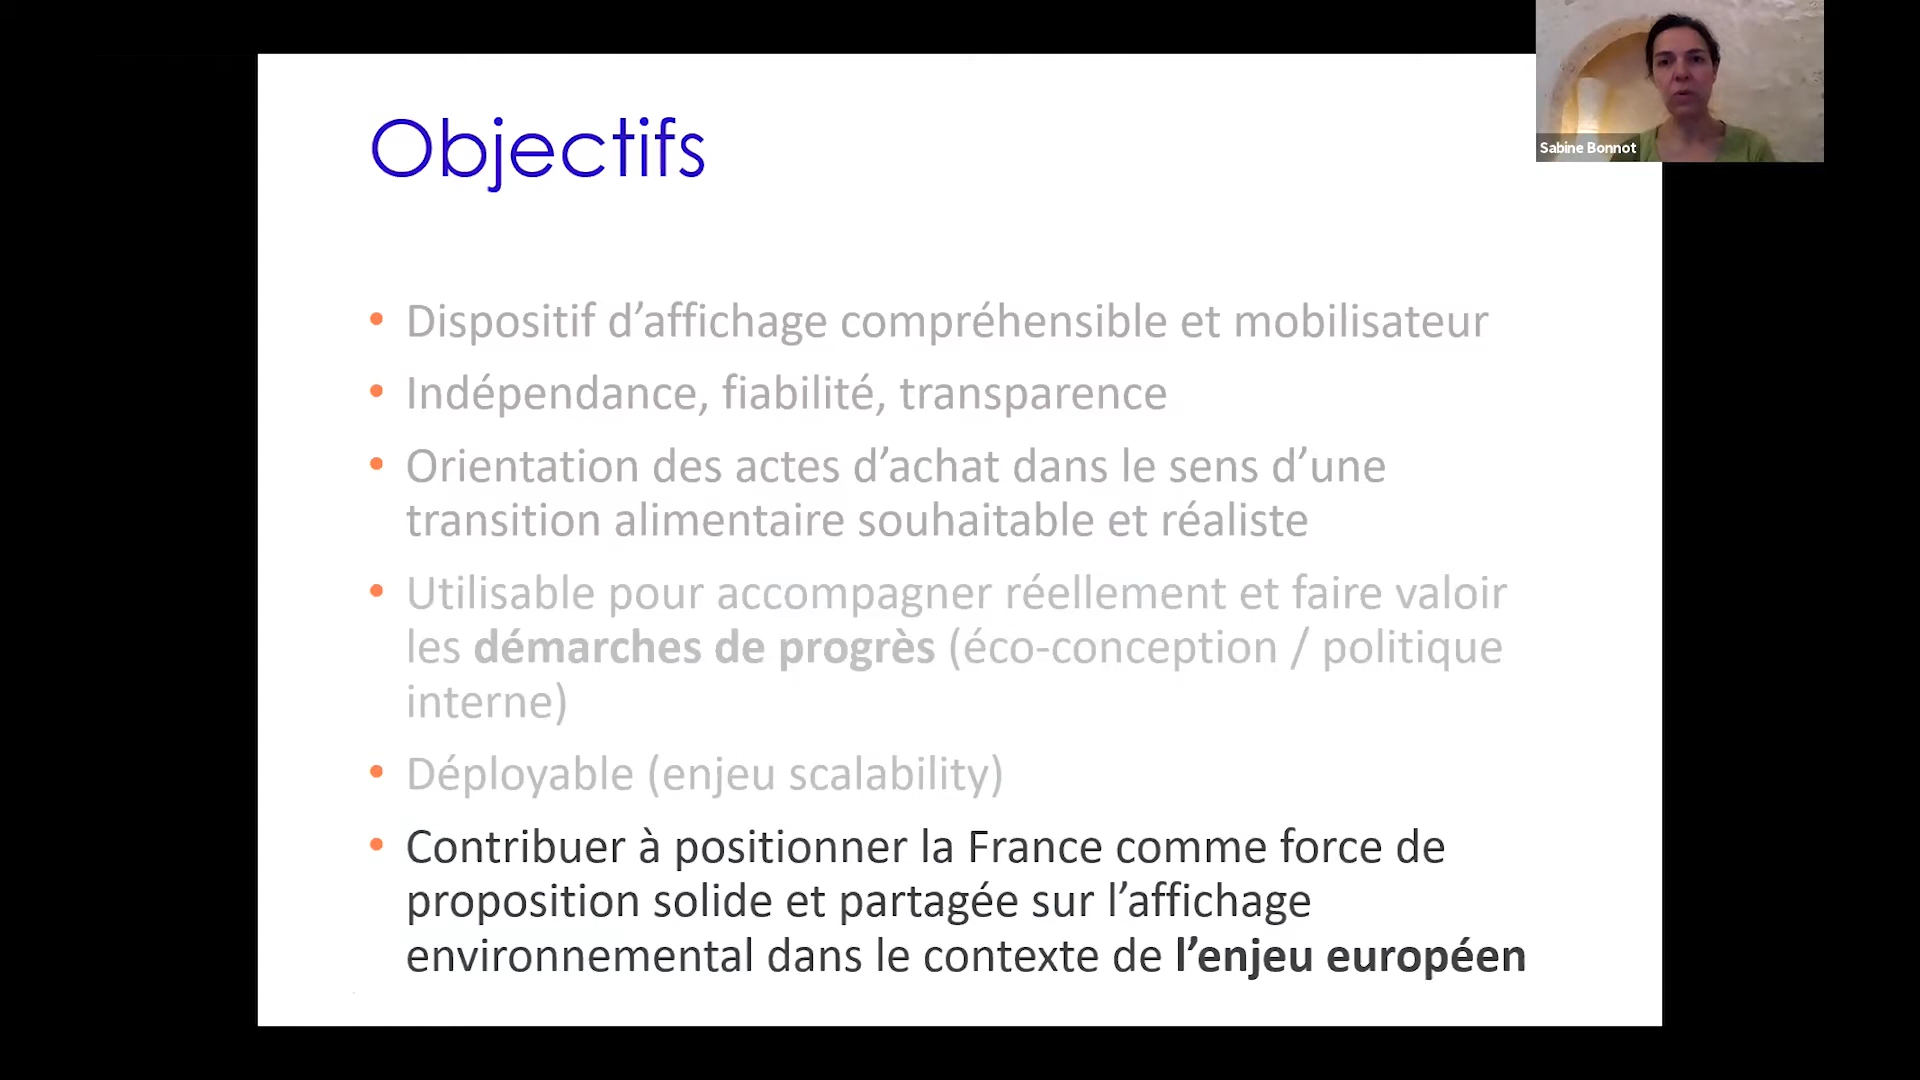 Objectifs
Sabine Bonnot
• Dispositif d’affichage compréhensible et mobilisateur
• Indépendance, fiabilité, transparence
• Orientation des actes d’achat dans le sens d’une
transition alimentaire souhaitable et réaliste
• Utilisable pour accompagner réellement et faire valoir
les démarches de progrès (éco-conception / politique
interne)
• Déployable (enjeu scalability)
• Contribuer à positionner la France comme force de
proposition solide et partagée sur l’affichage
environnemental dans le contexte de l’enjeu européen